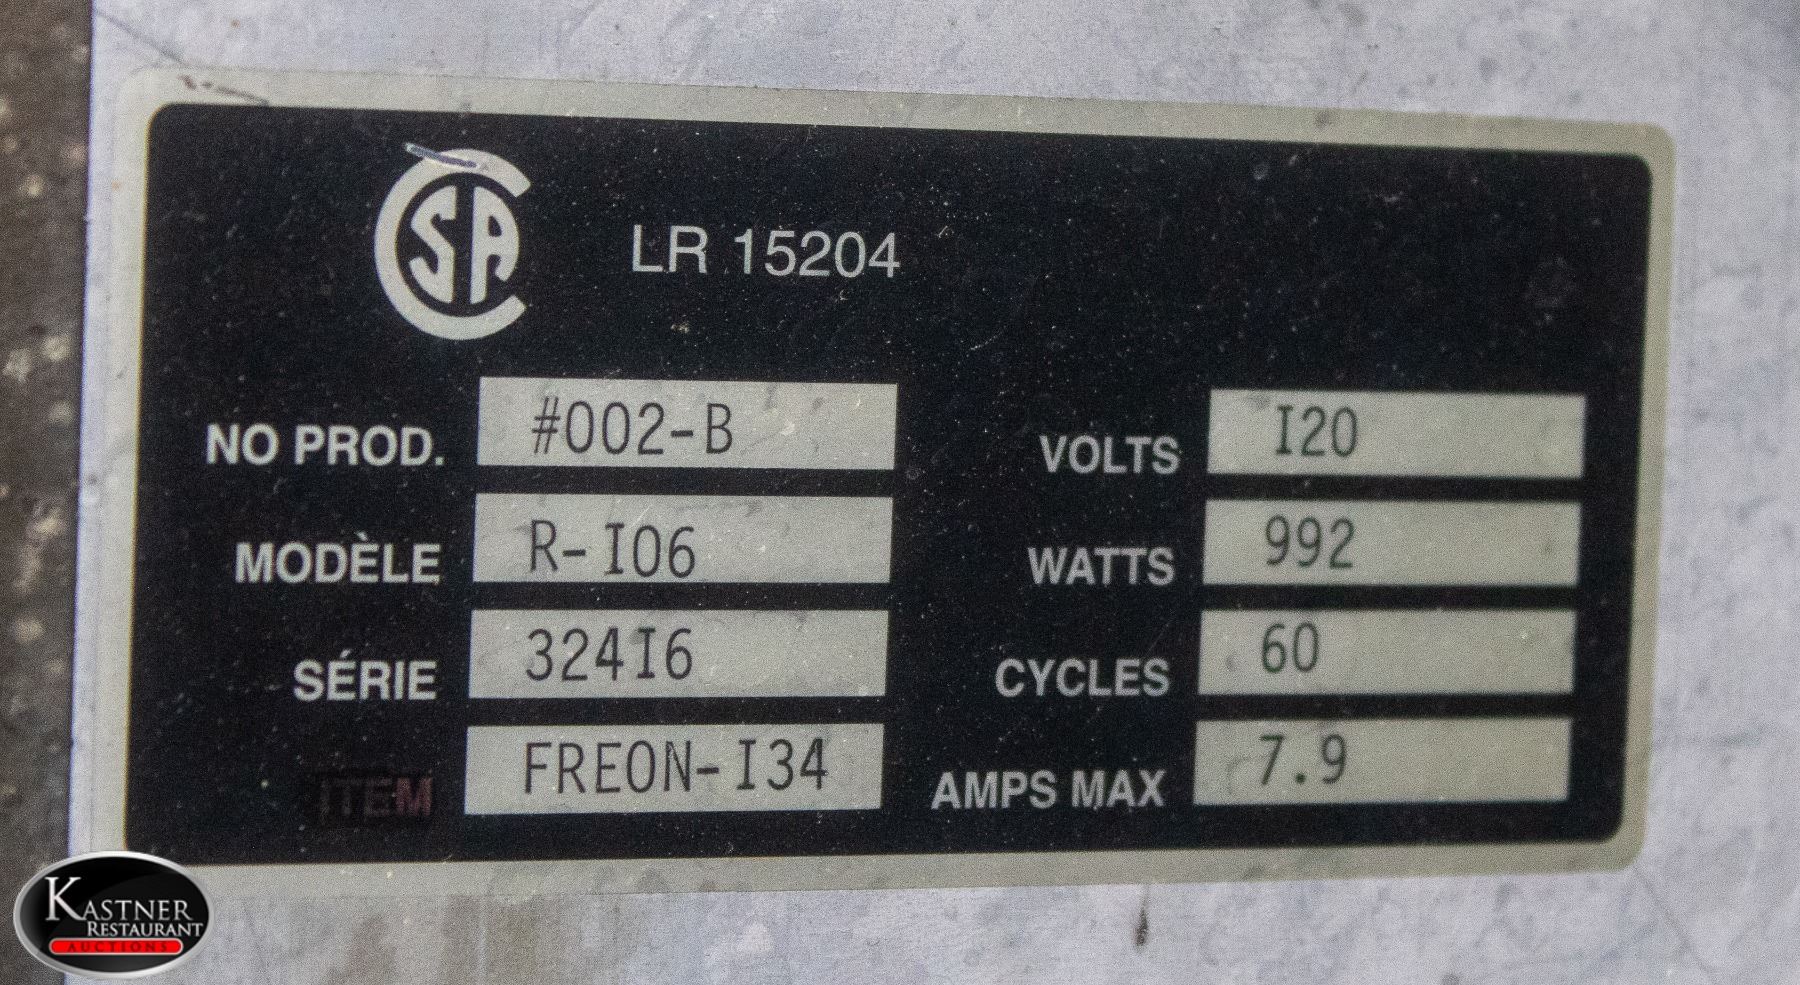 CSA LR 15204
NO PROD. #002-B
MODÈLE R-I06
SÉRIE 324I6
ITEM FREON-I34
VOLTS I20
WATTS 992
CYCLES 60
AMPS MAX 7.9
KASTNER
RESTAURANT
AUCTIONS